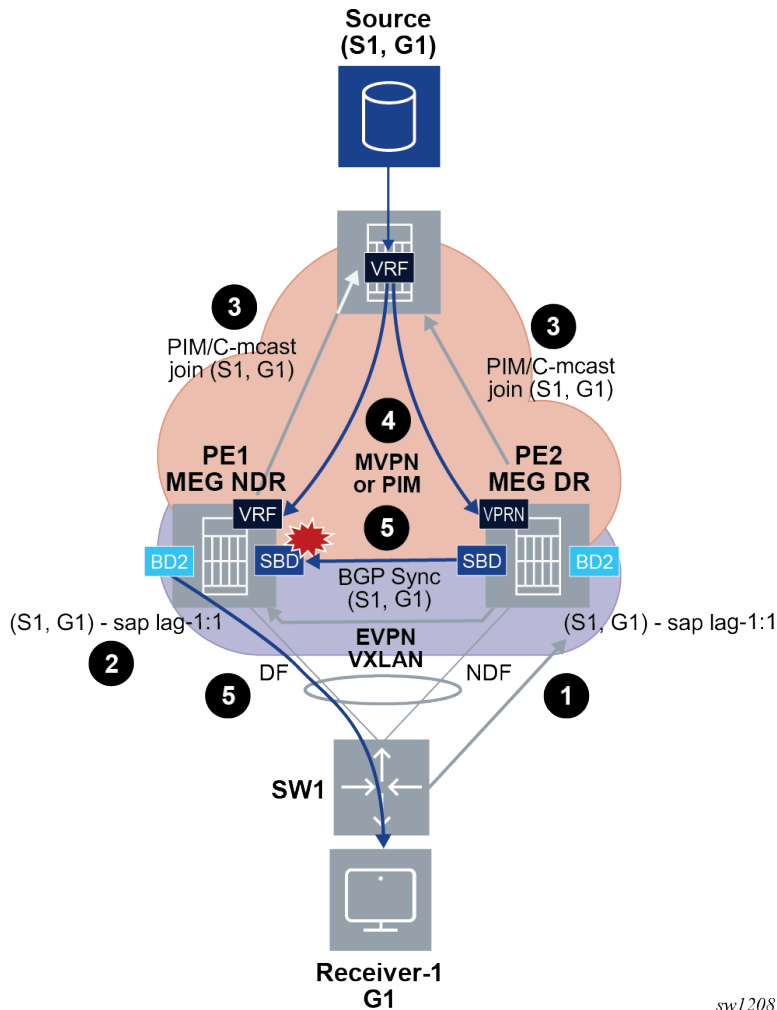 Source
(S1, G1)
VRF
3
PIM/C-mcast
join (S1, G1)
3
PIM/C-mcast
join (S1, G1)
4
MVPN
or PIM
PE1
MEG NDR
PE2
MEG DR
VRF
VPRN
5
BD2
SBD
SBD
BD2
BGP Sync
(S1, G1)
(S1, G1) - sap lag-1:1
(S1, G1) - sap lag-1:1
2
EVPN
VXLAN
DF
NDF
5
1
SW1
Receiver-1
G1
sw1208